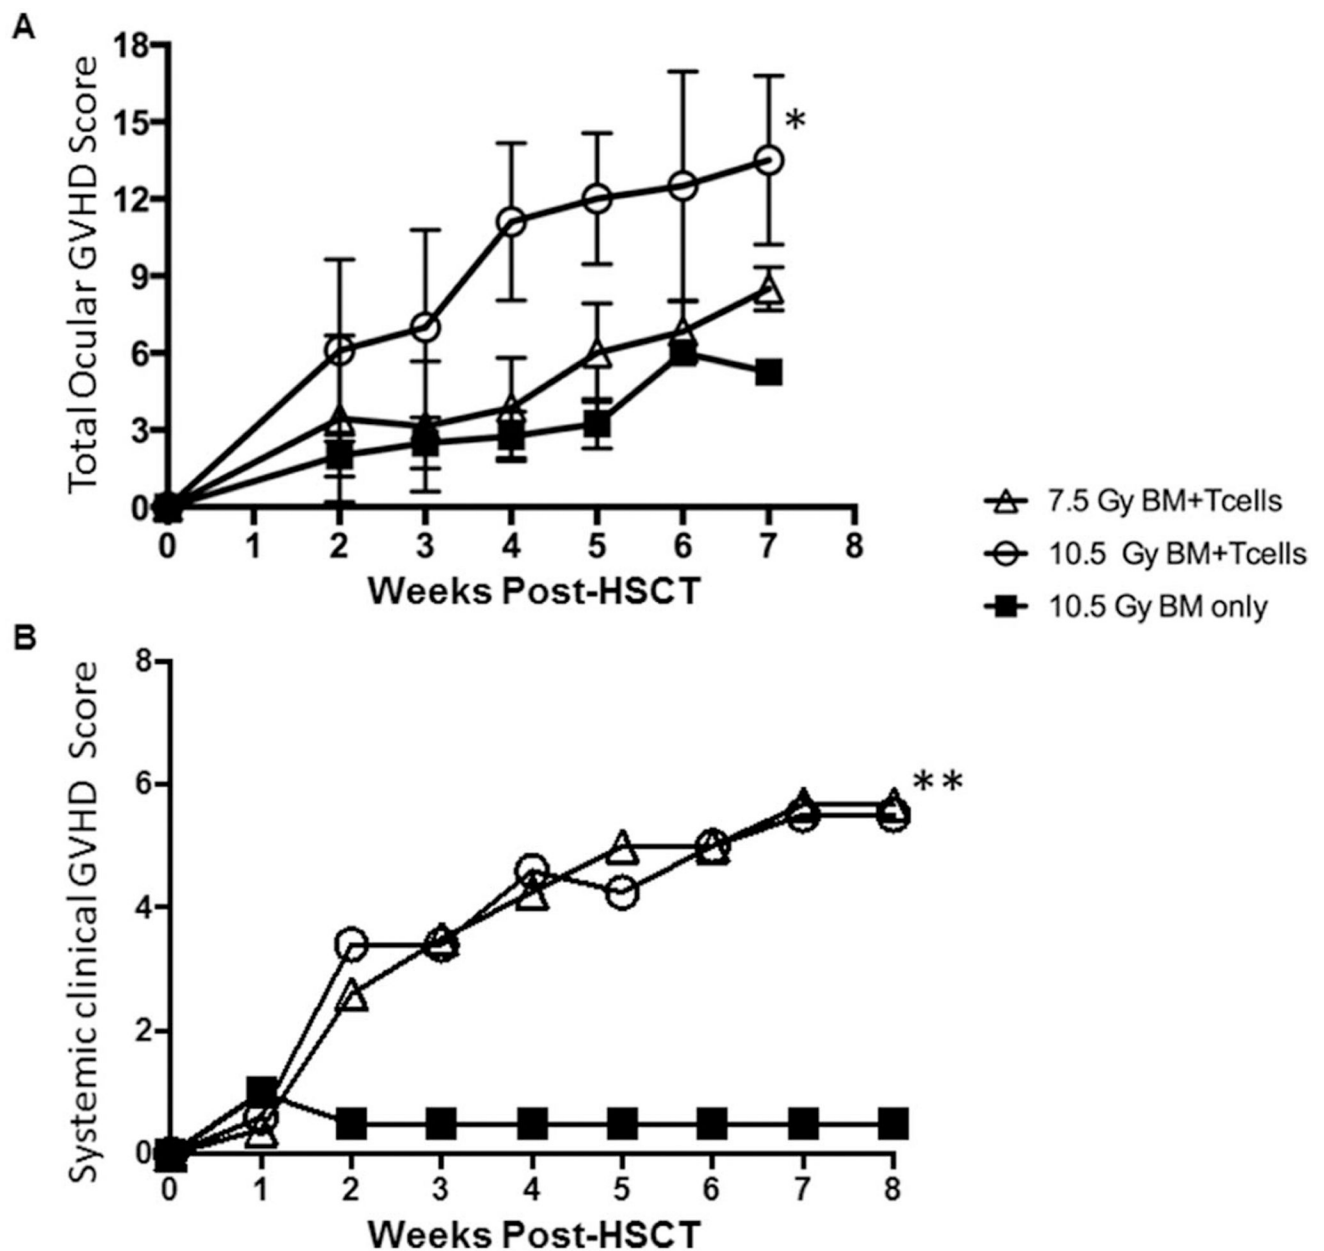 A
Total Ocular GVHD Score
18
15
12
9
6
3
0
*
0 1 2 3 4 5 6 7 8
Weeks Post-HSCT
7.5 Gy BM+Tcells
10.5 Gy BM+Tcells
10.5 Gy BM only
B
Systemic clinical GVHD Score
8
6
4
2
0
**
0 1 2 3 4 5 6 7 8
Weeks Post-HSCT